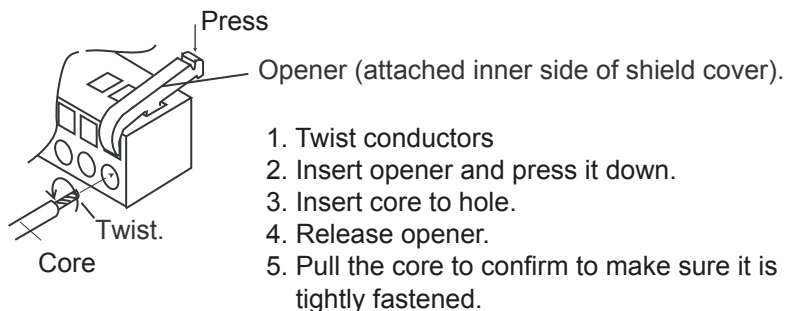 Press
Opener (attached inner side of shield cover).
1. Twist conductors
2. Insert opener and press it down.
3. Insert core to hole.
4. Release opener.
5. Pull the core to confirm to make sure it is
tightly fastened.
Twist.
Core